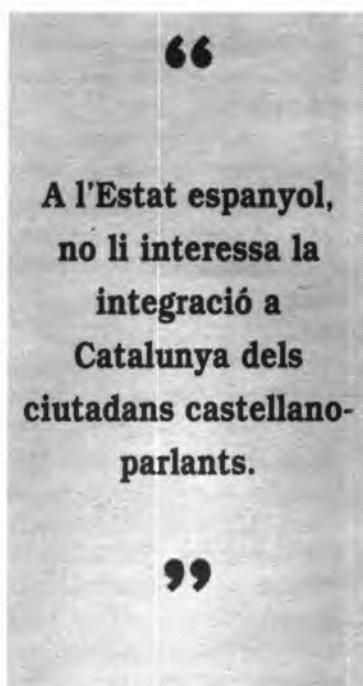 “
A l'Estat espanyol,
no li interessa la
integració a
Catalunya dels
ciutadans castellano-
parlants.
”